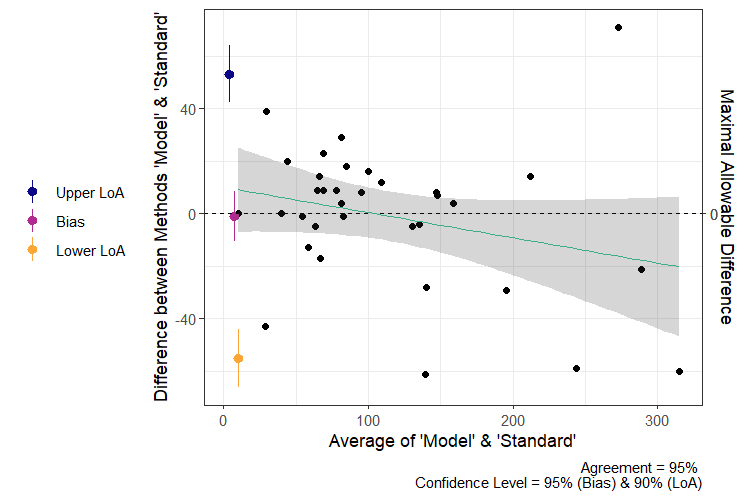 Upper LoA
Bias
Lower LoA
Difference between Methods 'Model' & 'Standard'
40
0
-40
0
100
200
300
Average of 'Model' & 'Standard'
0
Maximal Allowable Difference
Agreement = 95%
Confidence Level = 95% (Bias) & 90% (LoA)